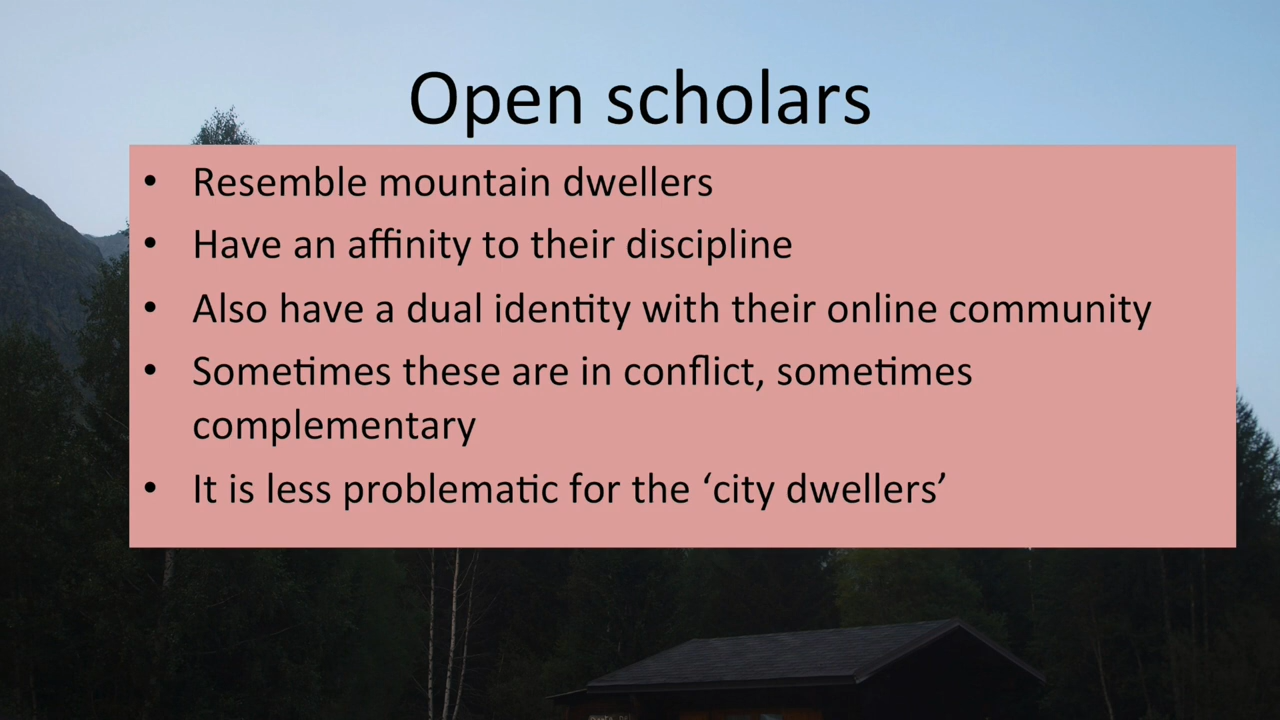 Open scholars
• Resemble mountain dwellers
• Have an affinity to their discipline
• Also have a dual identity with their online community
• Sometimes these are in conflict, sometimes
complementary
• It is less problematic for the ‘city dwellers’